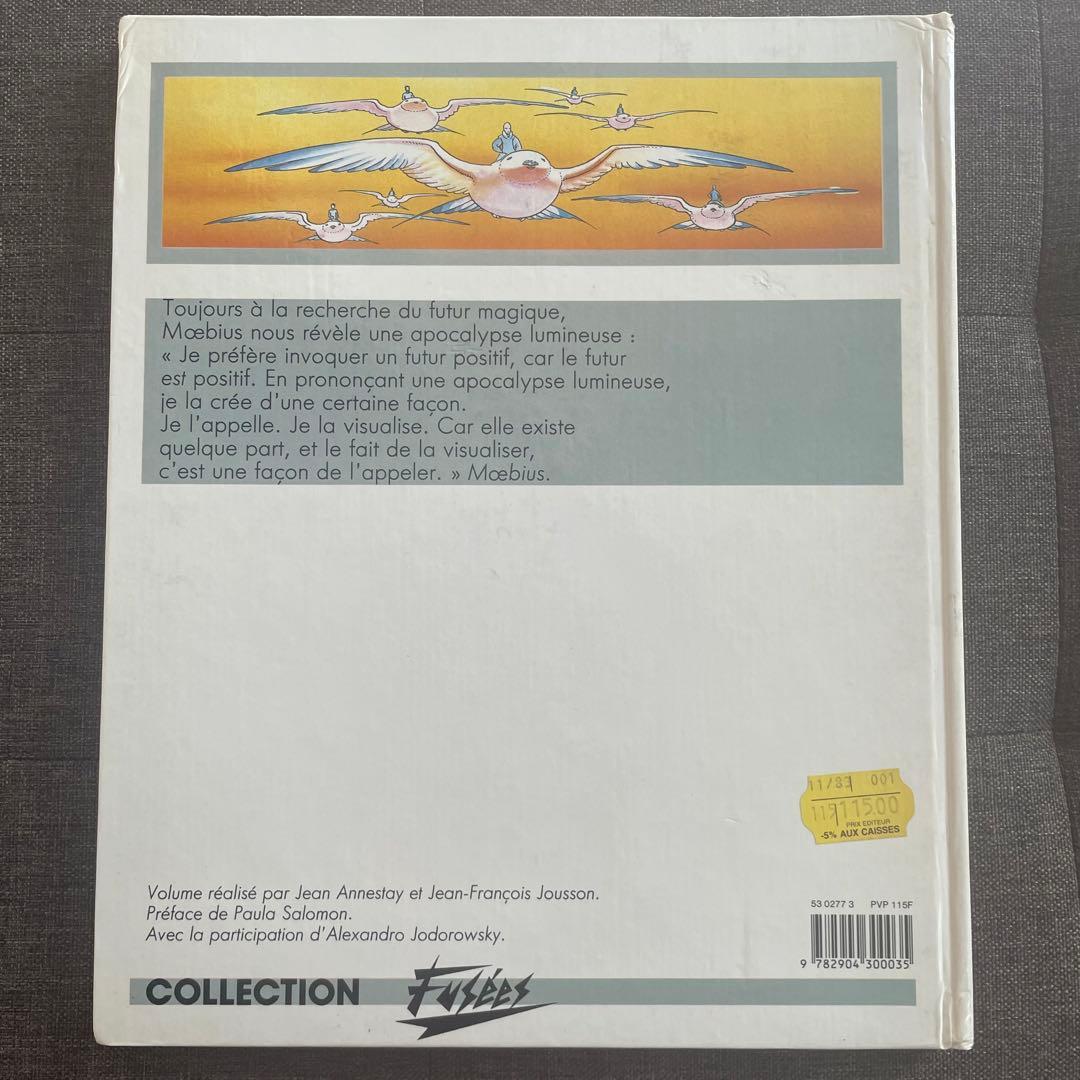 Toujours à la recherche du futur magique,
Mœbius nous révèle une apocalypse lumineuse :
« Je préfère invoquer un futur positif, car le futur
est positif. En prononçant une apocalypse lumineuse,
je la crée d'une certaine façon.
Je l'appelle. Je la visualise. Car elle existe
quelque part, et le fait de la visualiser,
c'est une façon de l'appeler. » Mœbius.
11/83 001
115.00
PRIX EDITEUR
-5% AUX CAISSES
Volume réalisé par Jean Annestay et Jean-François Jousson.
Préface de Paula Salomon.
Avec la participation d'Alexandro Jodorowsky.
53 0277 3 PVP 115F
9 782904 300035
COLLECTION Fusées